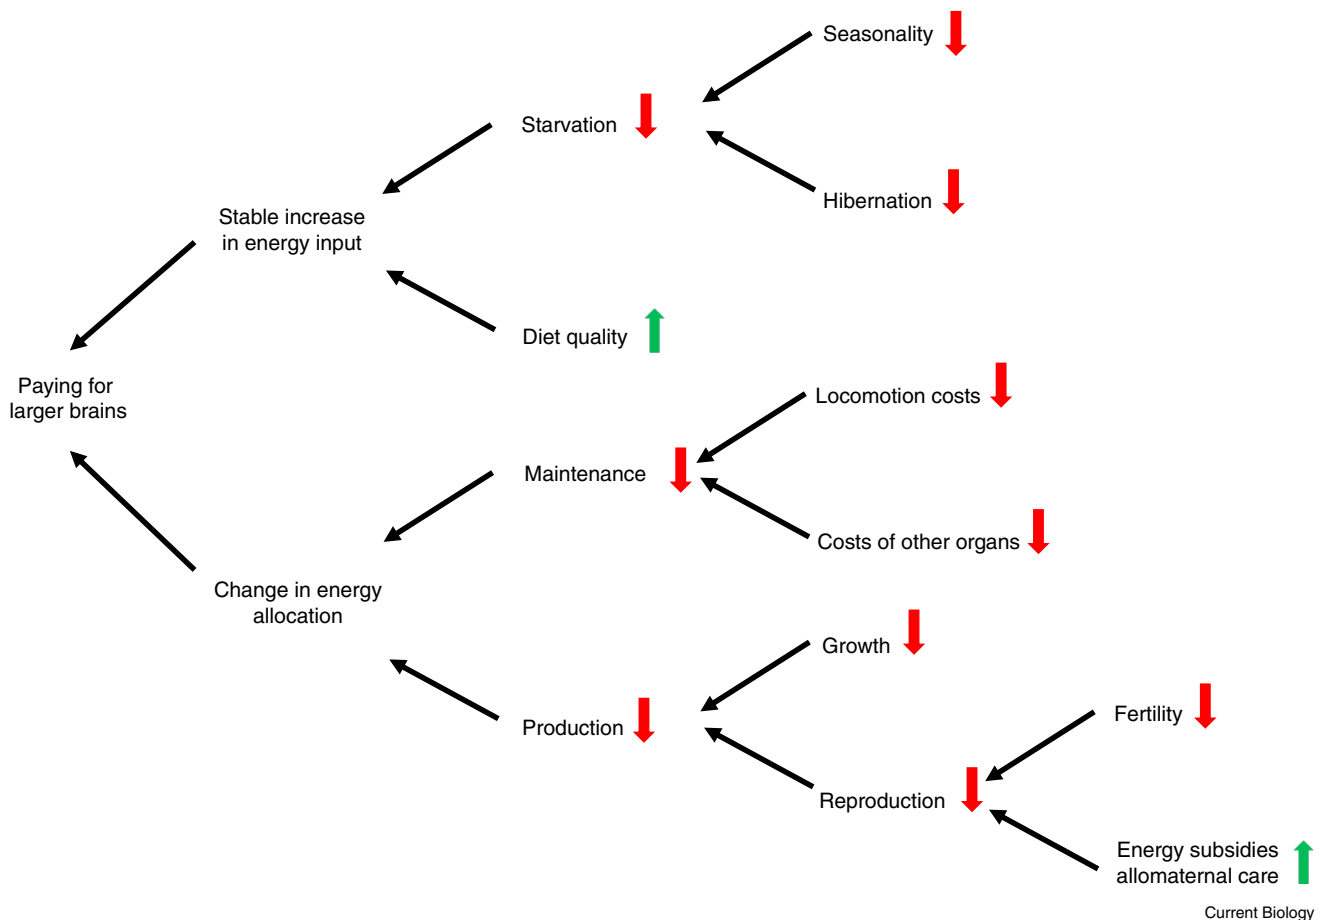 Seasonality
Starvation
Hibernation
Stable increase
in energy input
Diet quality
Paying for
larger brains
Locomotion costs
Maintenance
Costs of other organs
Change in energy
allocation
Growth
Production
Fertility
Reproduction
Energy subsidies
allomaternal care
Current Biology